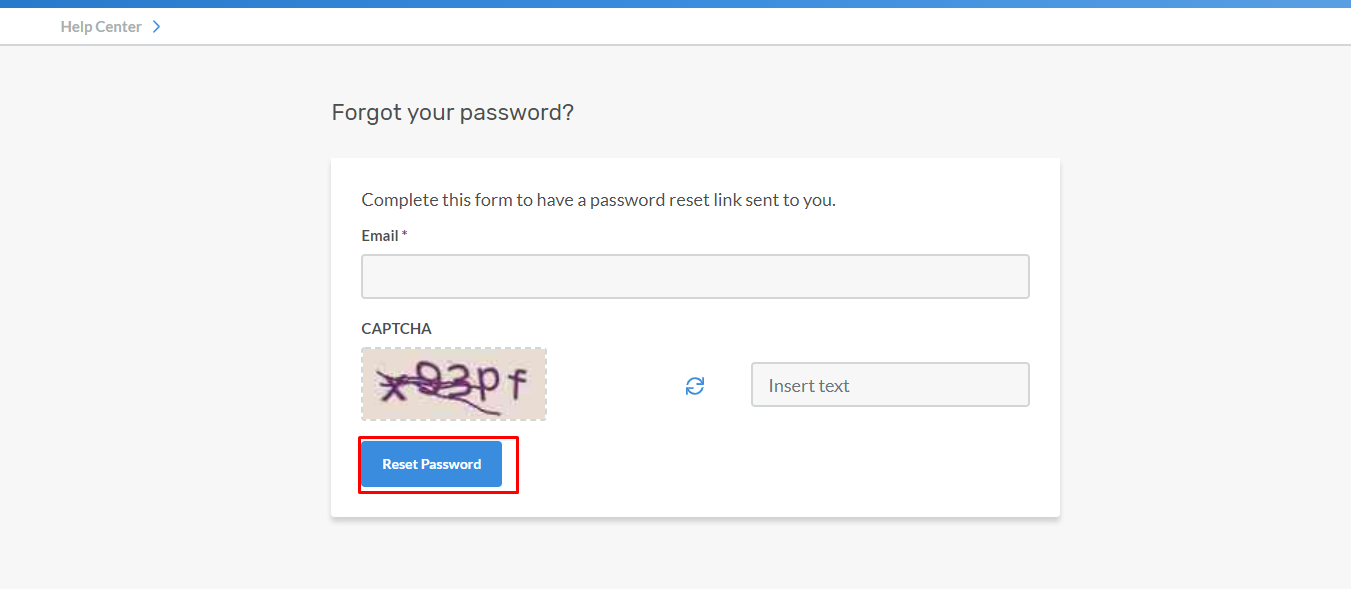 Help Center
Forgot your password?
Complete this form to have a password reset link sent to you.
Email *
CAPTCHA
Insert text
Reset Password